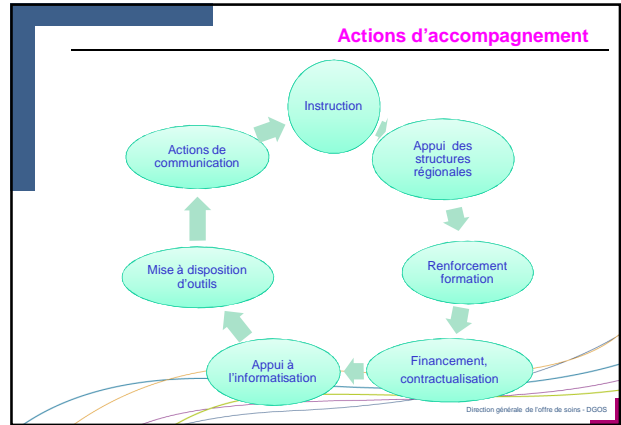 Actions d'accompagnement
Instruction
Appui des
structures
régionales
Renforcement
formation
Financement,
contractualisation
Appui à
l'informatisation
Mise à disposition
d'outils
Actions de
communication
Direction générale de l'offre de soins - DGOS